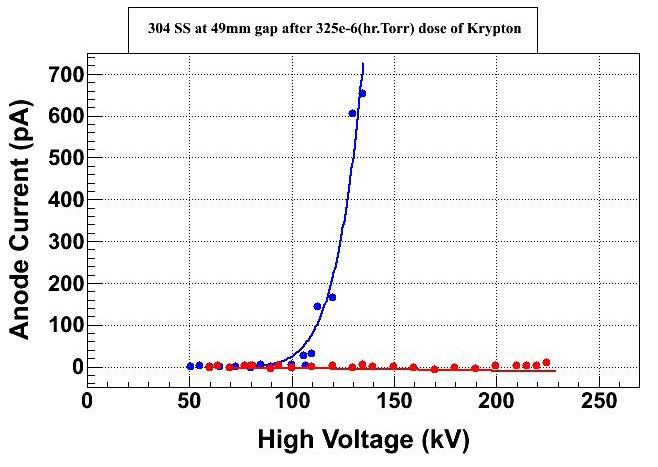 304 SS at 49mm gap after 325e-6(hr.Torr) dose of Krypton
Anode Current (pA)
700
600
500
400
300
200
100
0
0 50 100 150 200 250
High Voltage (kV)